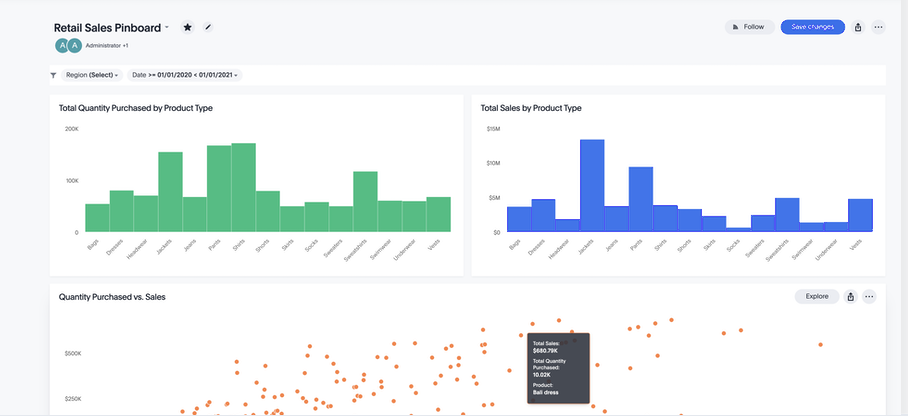 Retail Sales Pinboard
Follow
Save changes
A A Administrator +1
Region (Select)
Date >= 01/01/2020 < 01/01/2021
Total Quantity Purchased by Product Type
200K
100K
0
Bags
Dresses
Headwear
Jackets
Jeans
Pants
Shirts
Shorts
Skirts
Socks
Sweaters
Sweatshirts
Swimwear
Underwear
Vests
Total Sales by Product Type
$15M
$10M
$5M
$0
Bags
Dresses
Headwear
Jackets
Jeans
Pants
Shirts
Shorts
Skirts
Socks
Sweaters
Sweatshirts
Swimwear
Underwear
Vests
Quantity Purchased vs. Sales
Explore
$500K
$250K
Total Sales:
$680.79K
Total Quantity
Purchased:
10.02K
Product:
Ball dress